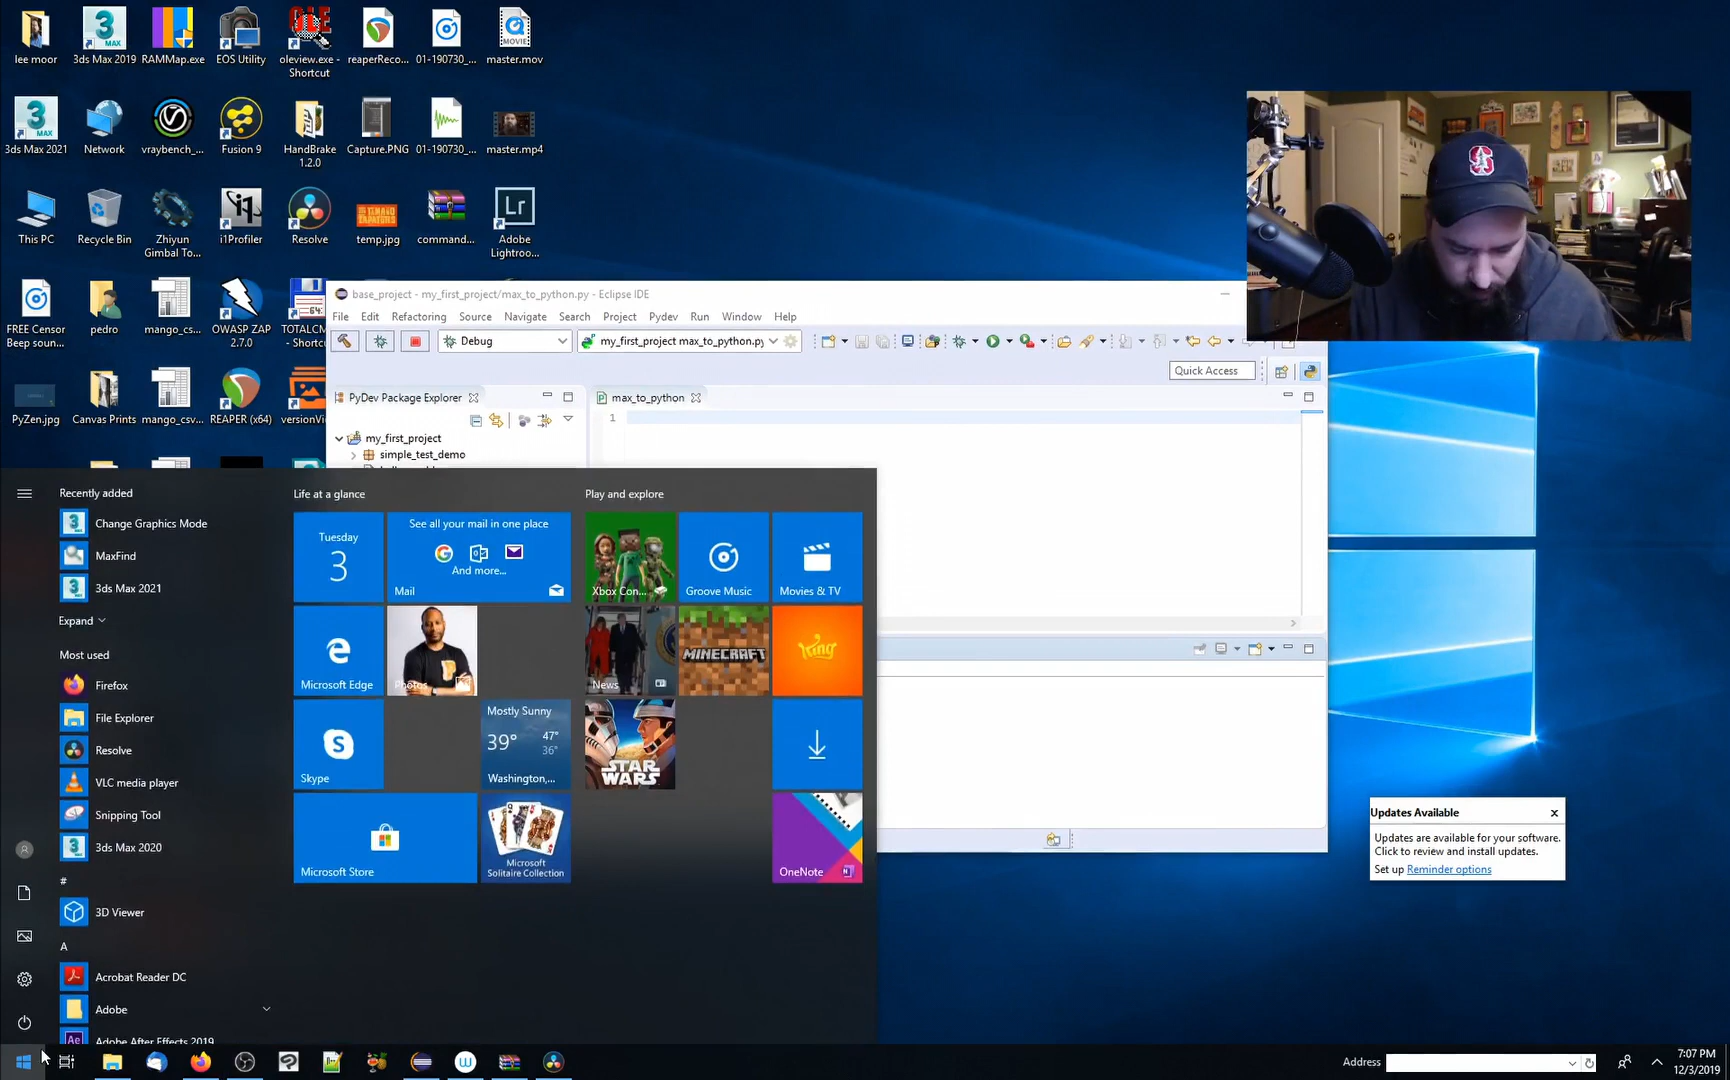 lee moor
3ds Max 2019
RAMMap.exe
EOS Utility
oleview.exe -
Shortcut
reaperReco...
01-190730_...
master.mov
3ds Max 2021
Network
vraybench_...
Fusion 9
HandBrake
1.2.0
Capture.PNG
01-190730_...
master.mp4
This PC
Recycle Bin
Zhiyun
Gimbal To...
i1Profiler
Resolve
temp.jpg
command...
Adobe
Lightroo...
FREE Censor
Beep soun...
pedro
mango_cs...
OWASP ZAP
2.7.0
TOTALCM
- Shortcu
PyZen.jpg
Canvas Prints
mango_csv...
REAPER (x64)
versionVi
base_project - my_first_project/max_to_python.py - Eclipse IDE
File Edit Refactoring Source Navigate Search Project Pydev Run Window Help
Debug
my_first_project max_to_python.py
Quick Access
PyDev Package Explorer
max_to_python
1
my_first_project
simple_test_demo
Recently added
Change Graphics Mode
MaxFind
3ds Max 2021
Expand
Most used
Firefox
File Explorer
Resolve
VLC media player
Snipping Tool
3ds Max 2020
#
3D Viewer
A
Acrobat Reader DC
Adobe
Adobe After Effects 2019
Life at a glance
Tuesday
3
See all your mail in one place
And more...
Mail
Microsoft Edge
Photos
Skype
Mostly Sunny
39°
47°
36°
Washington,...
Microsoft Store
Microsoft
Solitaire Collection
Play and explore
Xbox Con...
Groove Music
Movies & TV
News
MINECRAFT
King
STAR
WARS
OneNote
Updates Available
Updates are available for your software.
Click to review and install updates.
Set up Reminder options
Address
7:07 PM
12/3/2019